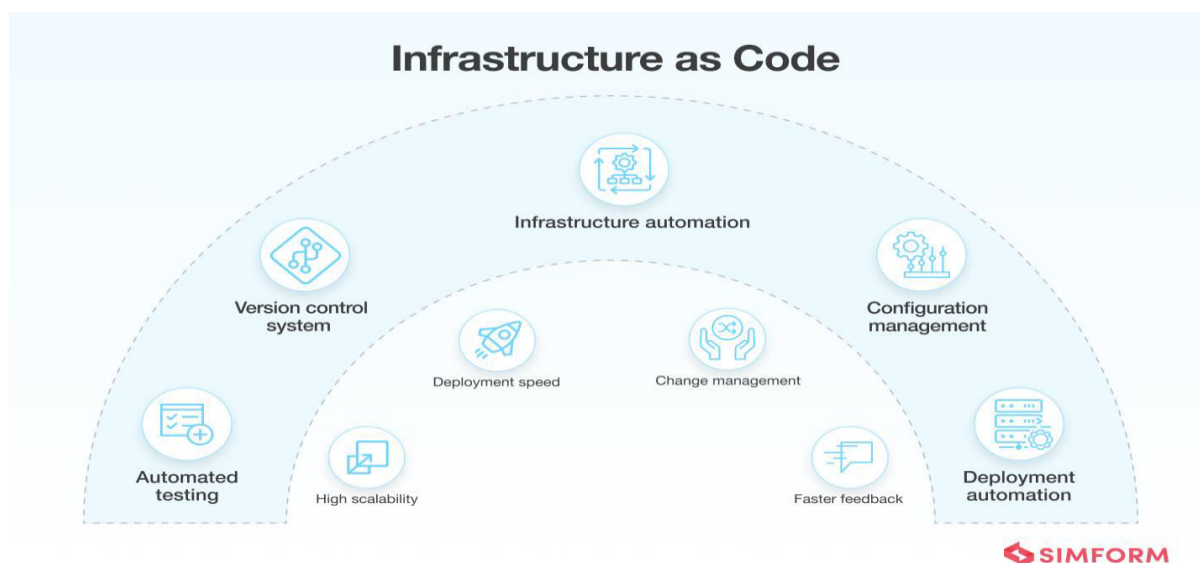 Infrastructure as Code
Infrastructure automation
Version control
system
Configuration
management
Deployment speed
Change management
Automated
testing
High scalability
Faster feedback
Deployment
automation
SIMFORM